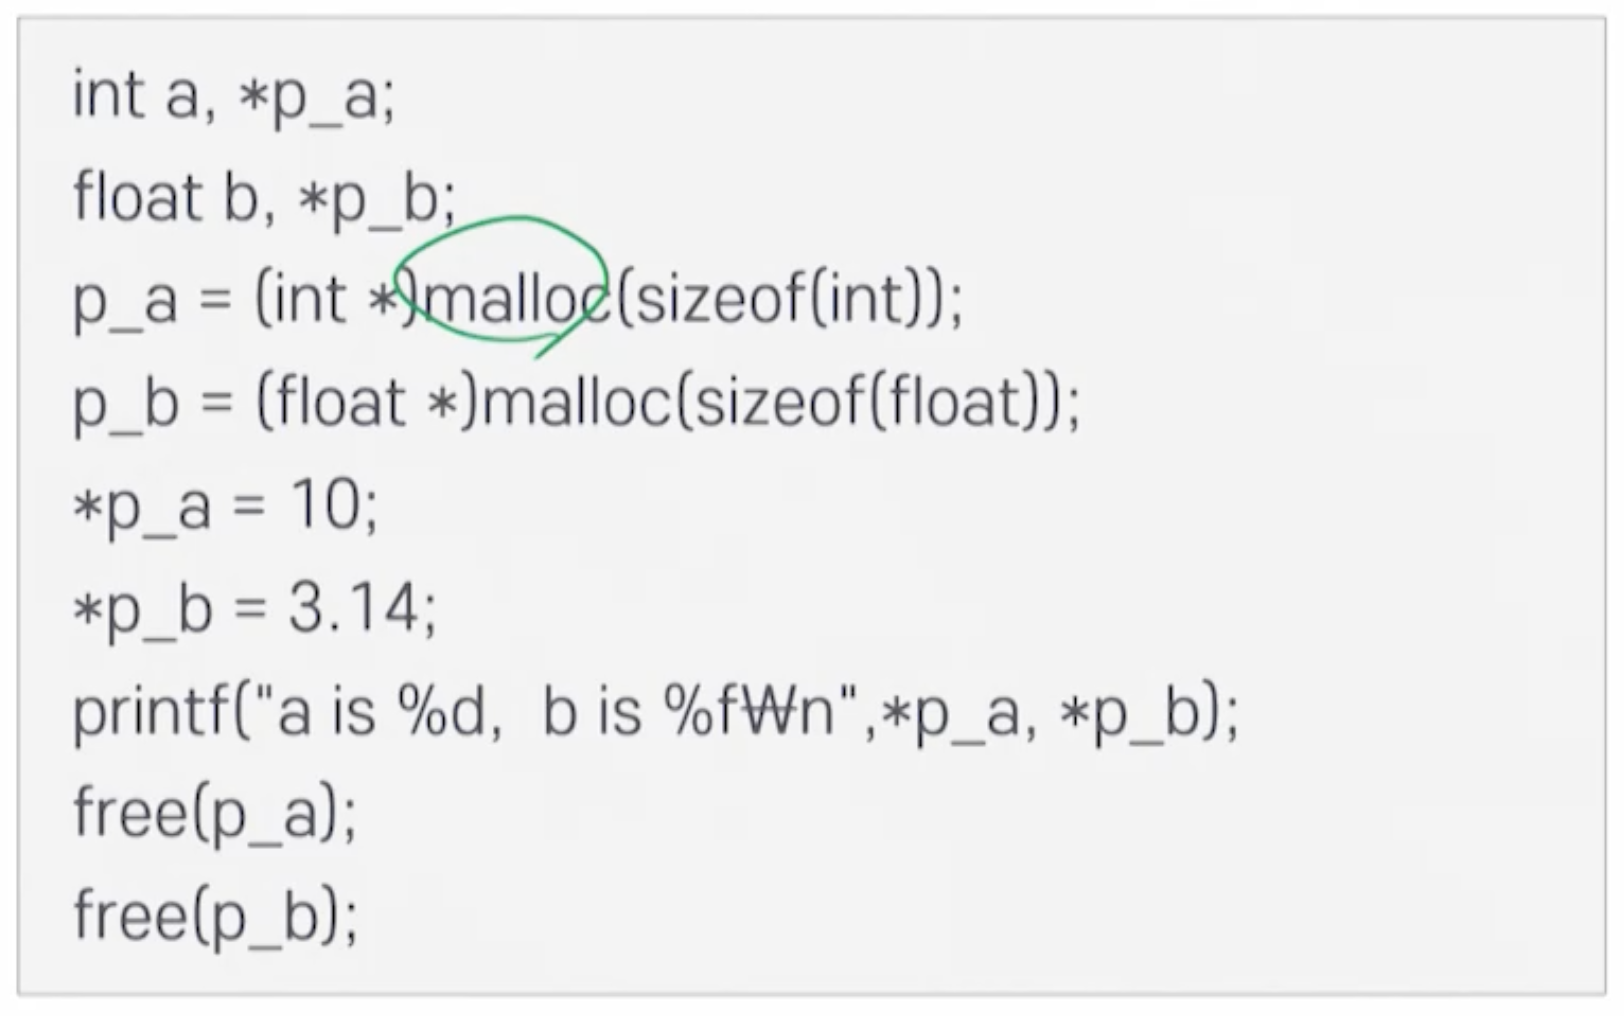 int a, *p_a;
float b, *p_b;
p_a = (int *)malloc(sizeof(int));
p_b = (float *)malloc(sizeof(float));
*p_a = 10;
*p_b = 3.14;
printf("a is %d,  b is %f₩n",*p_a, *p_b);
free(p_a);
free(p_b);